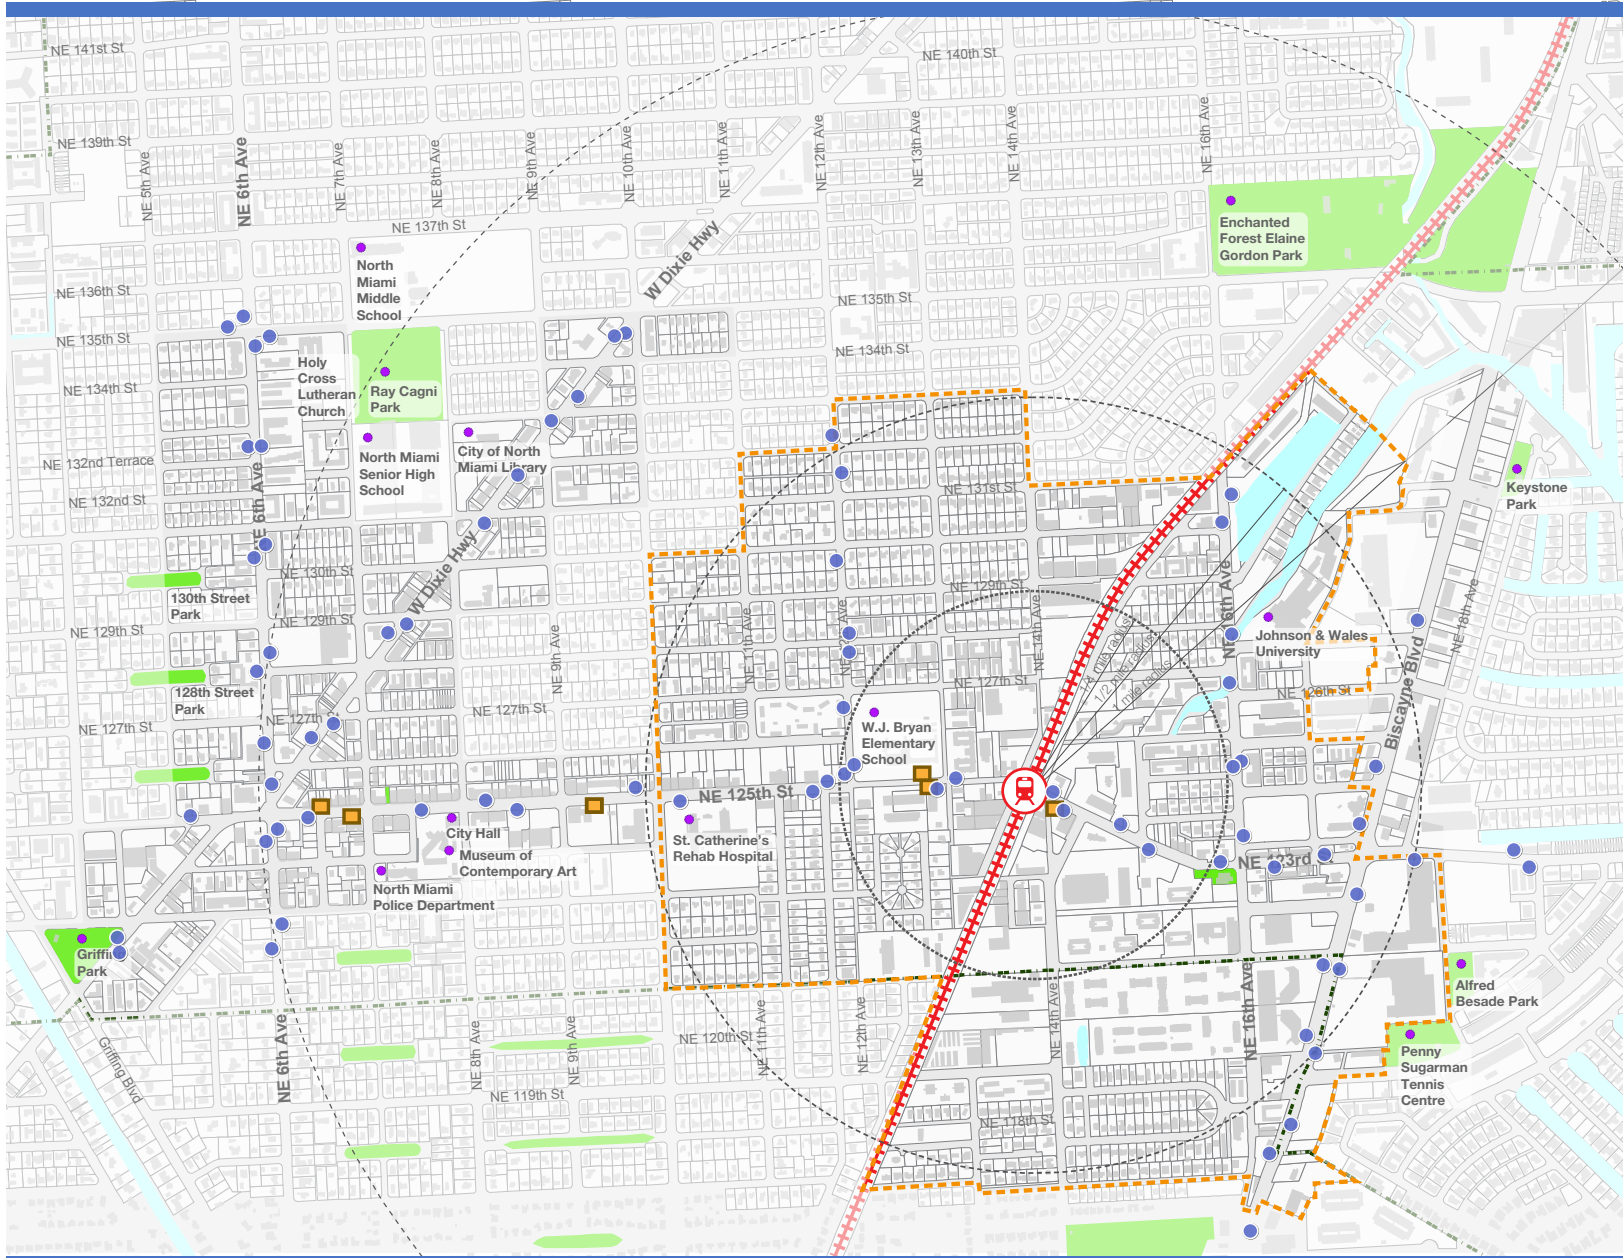 NE 141st St
NE 140th St
NE 139th St
NE 5th Ave
NE 6th Ave
NE 7th Ave
NE 8th Ave
NE 9th Ave
NE 10th Ave
NE 11th Ave
NE 12th Ave
NE 13th Ave
NE 14th Ave
NE 16th Ave
NE 137th St
W Dixie Hwy
North
Miami
Middle
School
Enchanted
Forest Elaine
Gordon Park
NE 136th St
NE 135th St
NE 135th St
NE 134th St
NE 134th St
Holy
Cross
Lutheran
Church
Ray Cagni
Park
NE 132nd Terrace
NE 132nd St
NE 6th Ave
North Miami
Senior High
School
City of North
Miami Library
W Dixie Hwy
NE 131st St
Keystone
Park
NE 130th St
130th Street
Park
NE 129th St
NE 129th St
NE 129th St
NE 9th Ave
NE 11th Ave
NE 14th Ave
NE 16th Ave
Johnson & Wales
University
NE 18th Ave
Biscayne Blvd
1/4 mile radius
1/2 mile radius
1 mile radius
128th Street
Park
NE 127th St
NE 127th St
NE 127th St
NE 127th St
NE 126th St
W.J. Bryan
Elementary
School
NE 125th St
St. Catherine's
Rehab Hospital
City Hall
Museum of
Contemporary Art
North Miami
Police Department
NE 123rd
Griffin
Park
Griffing Blvd
NE 6th Ave
NE 8th Ave
NE 9th Ave
NE 11th Ave
NE 12th Ave
NE 14th Ave
NE 16th Ave
NE 120th St
NE 119th St
NE 118th St
Alfred
Besade Park
Penny
Sugarman
Tennis
Centre